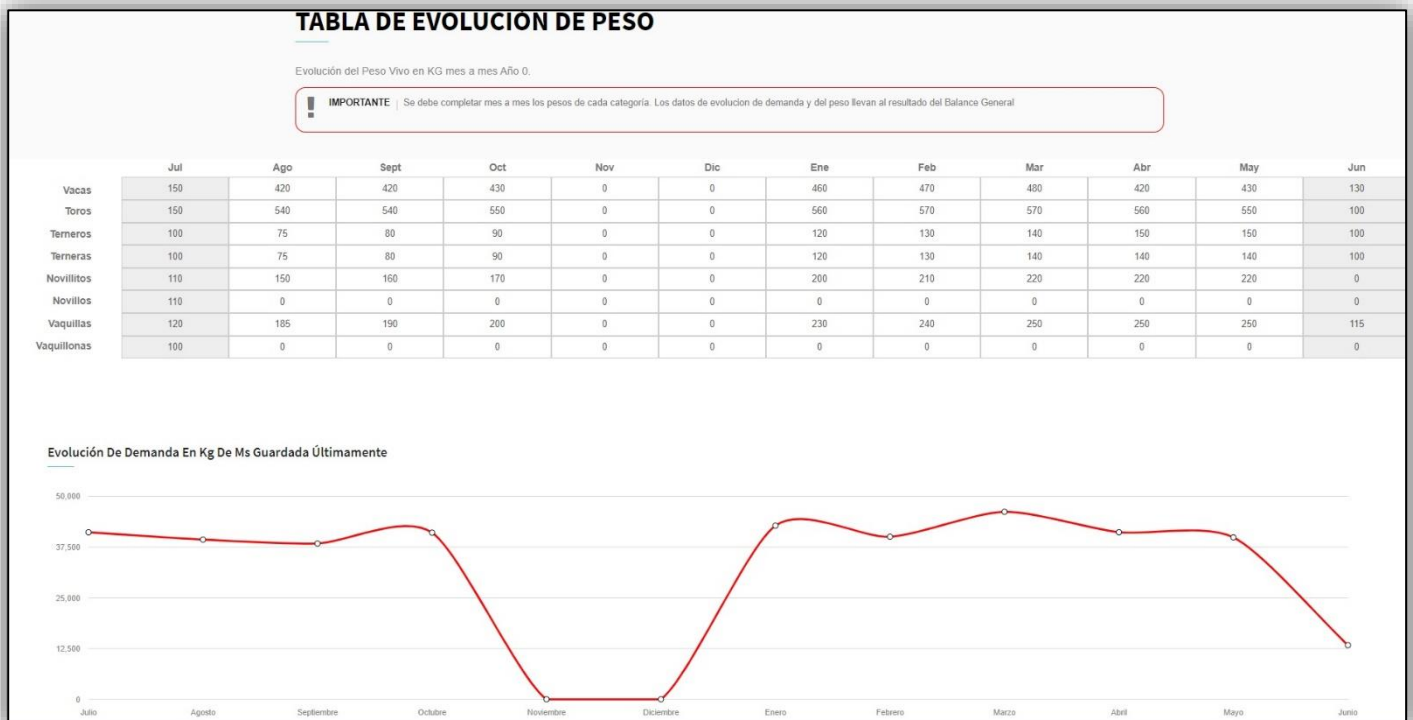 TABLA DE EVOLUCIÓN DE PESO
Evolución del Peso Vivo en KG mes a mes Año 0.
! IMPORTANTE | Se debe completar mes a mes los pesos de cada categoría. Los datos de evolucion de demanda y del peso llevan al resultado del Balance General
Jul Ago Sept Oct Nov Dic Ene Feb Mar Abr May Jun
Vacas 150 420 420 430 0 0 460 470 480 420 430 130
Toros 150 540 540 550 0 0 560 570 570 560 550 100
Terneros 100 75 80 90 0 0 120 130 140 150 150 100
Terneras 100 75 80 90 0 0 120 130 140 140 140 100
Novillitos 110 150 160 170 0 0 200 210 220 220 220 0
Novillos 110 0 0 0 0 0 0 0 0 0 0 0
Vaquillas 120 185 190 200 0 0 230 240 250 250 250 115
Vaquillonas 100 0 0 0 0 0 0 0 0 0 0 0
Evolución De Demanda En Kg De Ms Guardada Últimamente
50,000
37,500
25,000
12,500
0
Julio Agosto Septiembre Octubre Noviembre Diciembre Enero Febrero Marzo Abril Mayo Junio